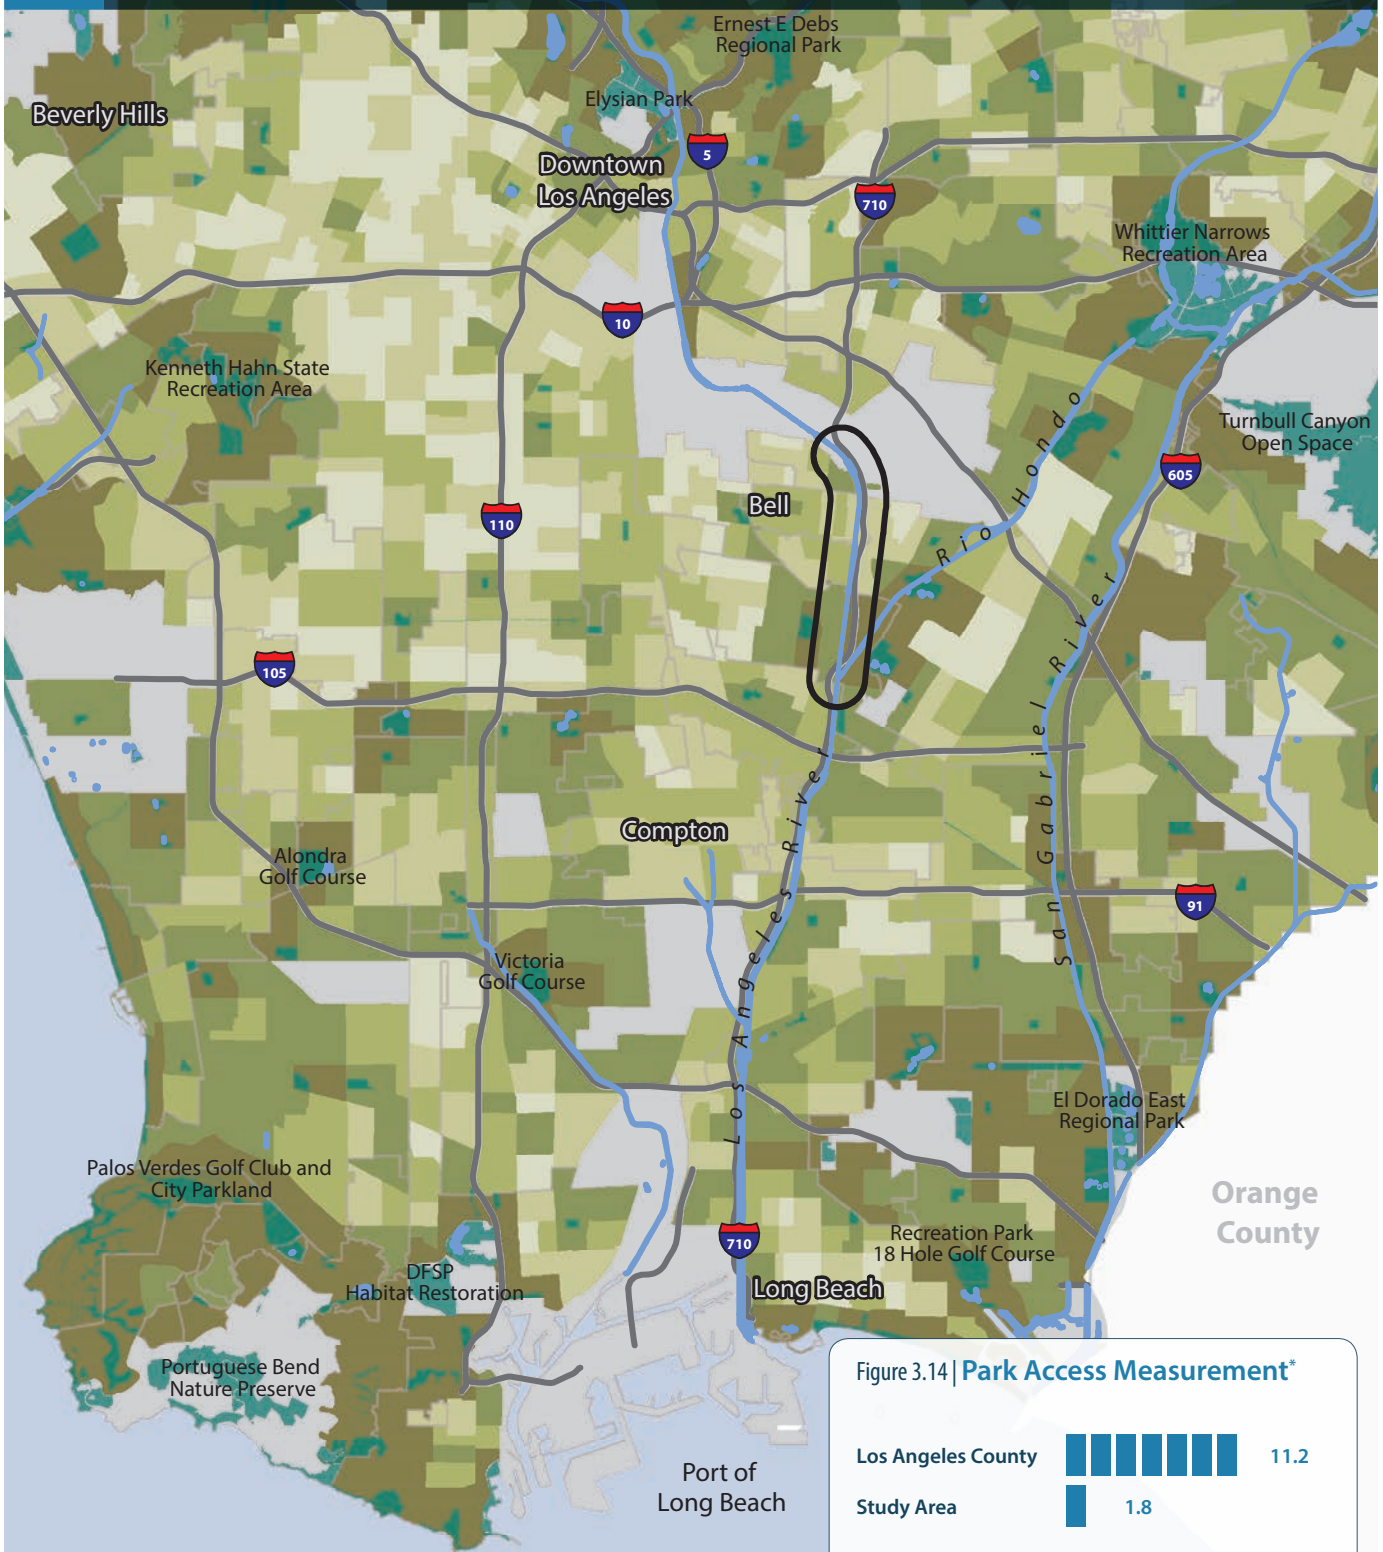 Ernest E Debs
Regional Park
Elysian Park
Beverly Hills
5
Downtown
Los Angeles
710
Whittier Narrows
Recreation Area
10
Kenneth Hahn State
Recreation Area
Rio Hondo
Turnbull Canyon
Open Space
605
Bell
110
San Gabriel River
105
Los Angeles River
Compton
Alondra
Golf Course
91
Victoria
Golf Course
El Dorado East
Regional Park
Palos Verdes Golf Club and
City Parkland
Orange
County
710
Recreation Park
18 Hole Golf Course
DFSP
Habitat Restoration
Long Beach
Portuguese Bend
Nature Preserve
Port of
Long Beach
Figure 3.14 | Park Access Measurement*
Los Angeles County 11.2
Study Area 1.8